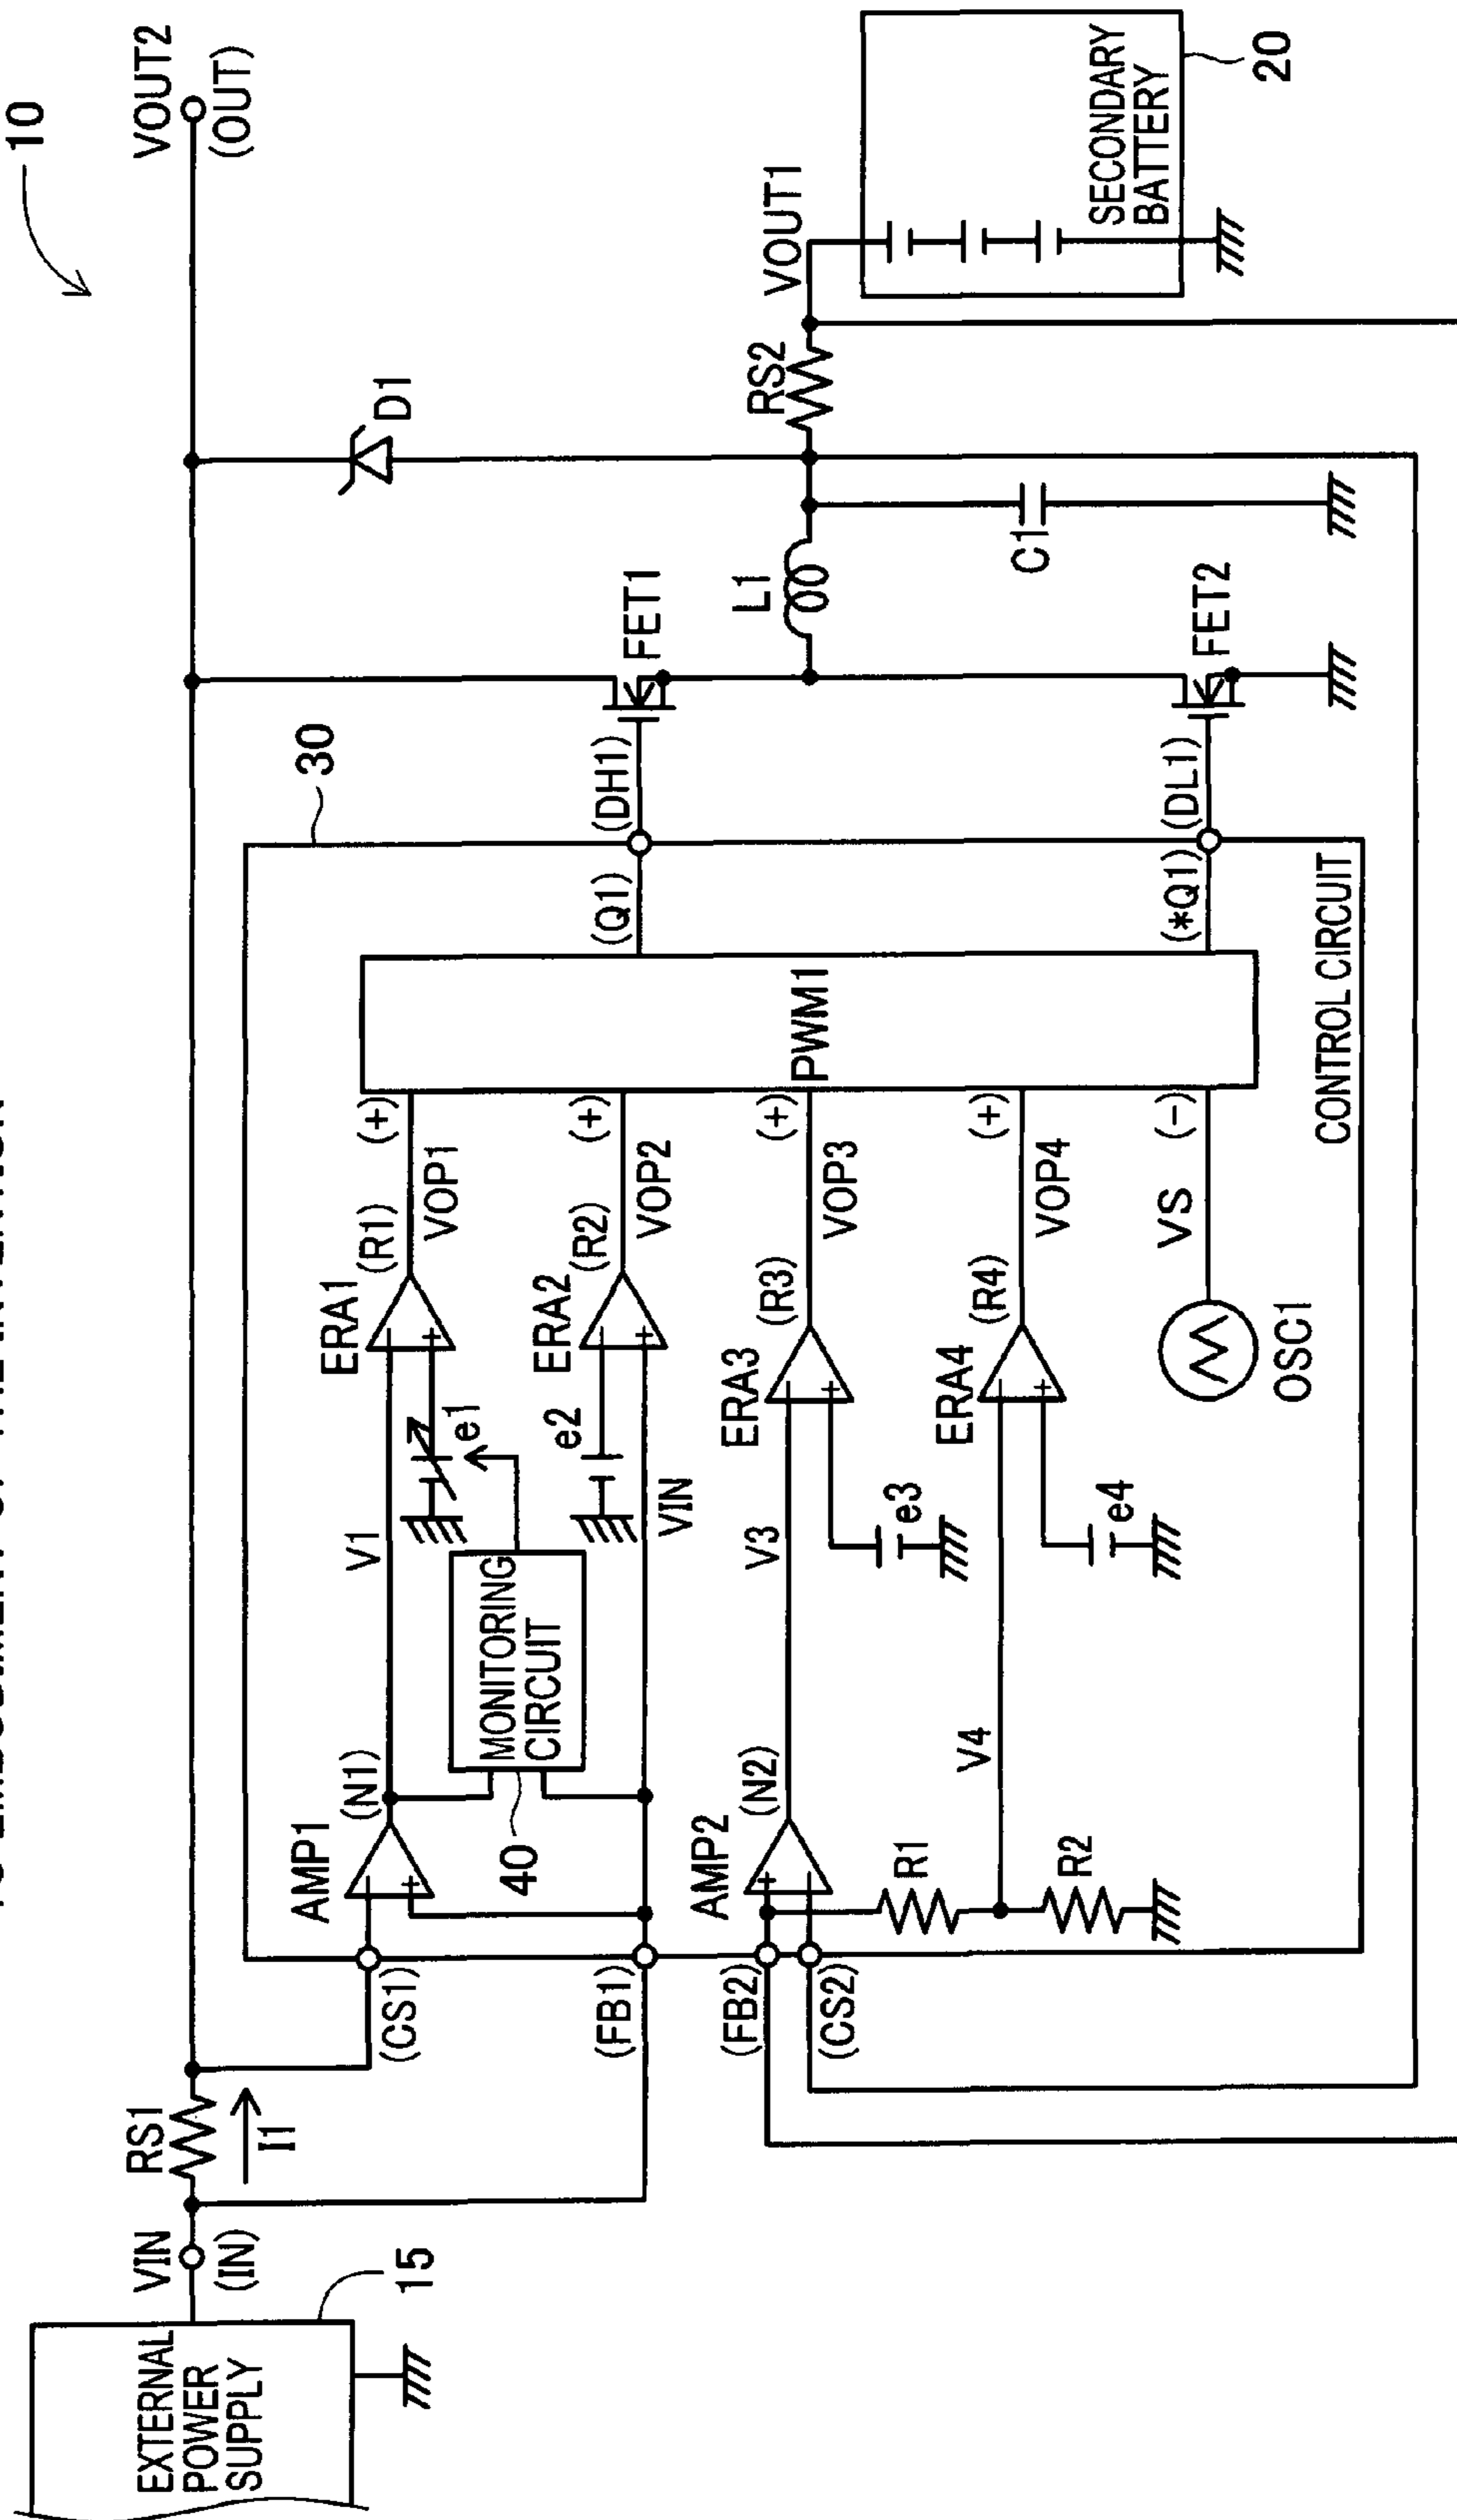 10
VOUT2
(OUT)
VIN
(IN)
RS1
I1
EXTERNAL
POWER
SUPPLY
15
30
D1
(CS1)
(FB1)
(FB2)
(CS2)
AMP1
(N1)
V1
ERA1
(R1)
VOP1
(+)
e1
MONITORING
CIRCUIT
40
e2
ERA2
(R2)
VOP2
(+)
VIN
AMP2
(N2)
V3
ERA3
(R3)
VOP3
(+)
e3
R1
R2
V4
ERA4
(R4)
VOP4
(+)
e4
VS
(-)
OSC1
PWM1
CONTROL CIRCUIT
(Q1)
(DH1)
FET1
(*Q1)
(DL1)
FET2
L1
C1
RS2
VOUT1
SECONDARY
BATTERY
20